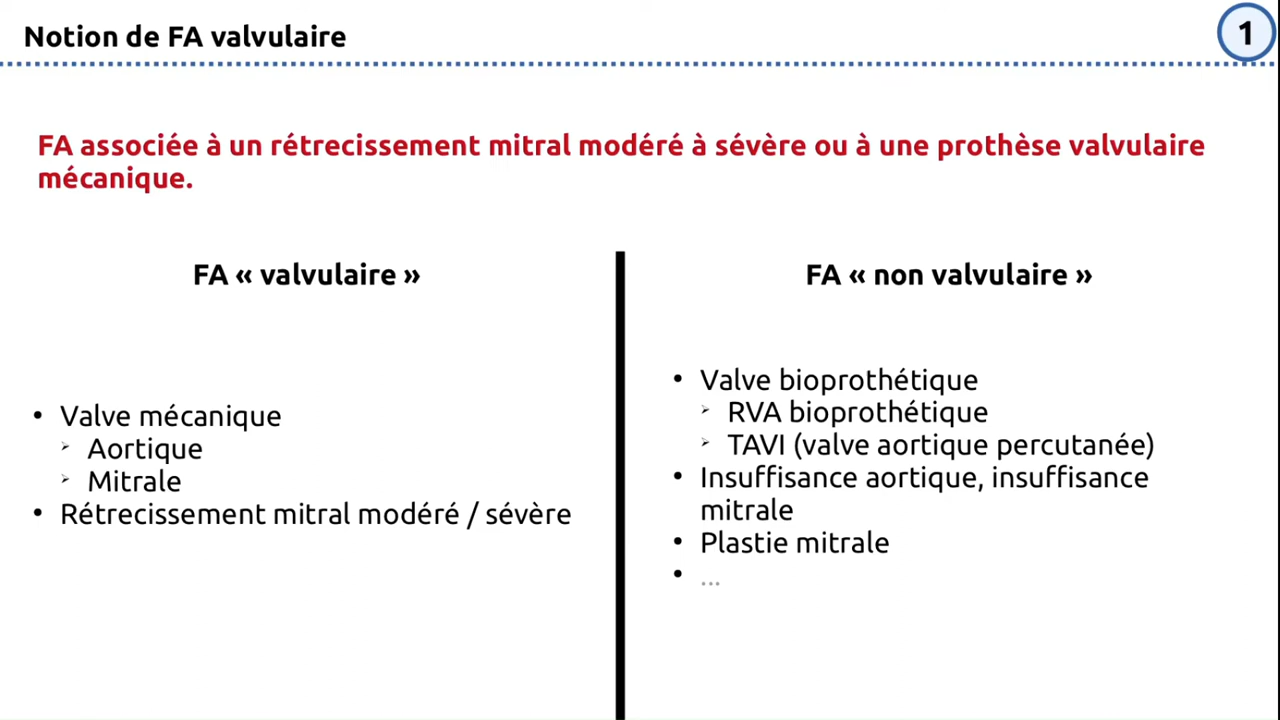 Notion de FA valvulaire
1
FA associée à un rétrecissement mitral modéré à sévère ou à une prothèse valvulaire
mécanique.
FA « valvulaire »
• Valve mécanique
➢ Aortique
➢ Mitrale
• Rétrecissement mitral modéré / sévère
FA « non valvulaire »
• Valve bioprothétique
➢ RVA bioprothétique
➢ TAVI (valve aortique percutanée)
• Insuffisance aortique, insuffisance
mitrale
• Plastie mitrale
• ...